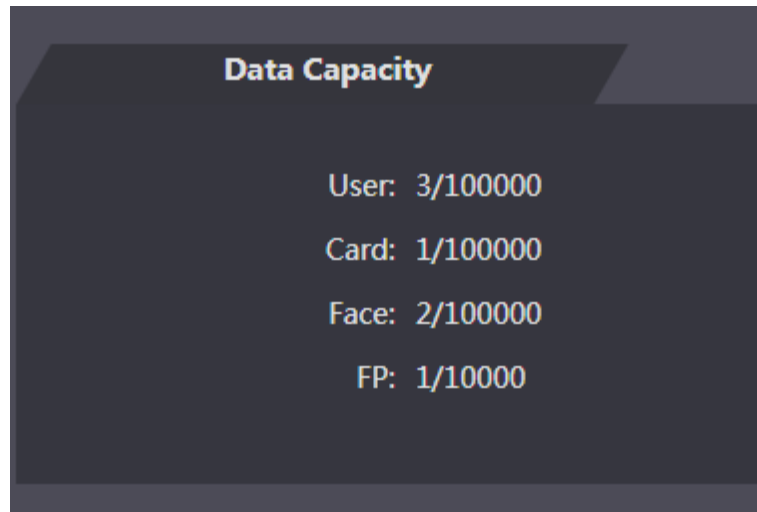 Data Capacity
User: 3/100000
Card: 1/100000
Face: 2/100000
FP: 1/10000